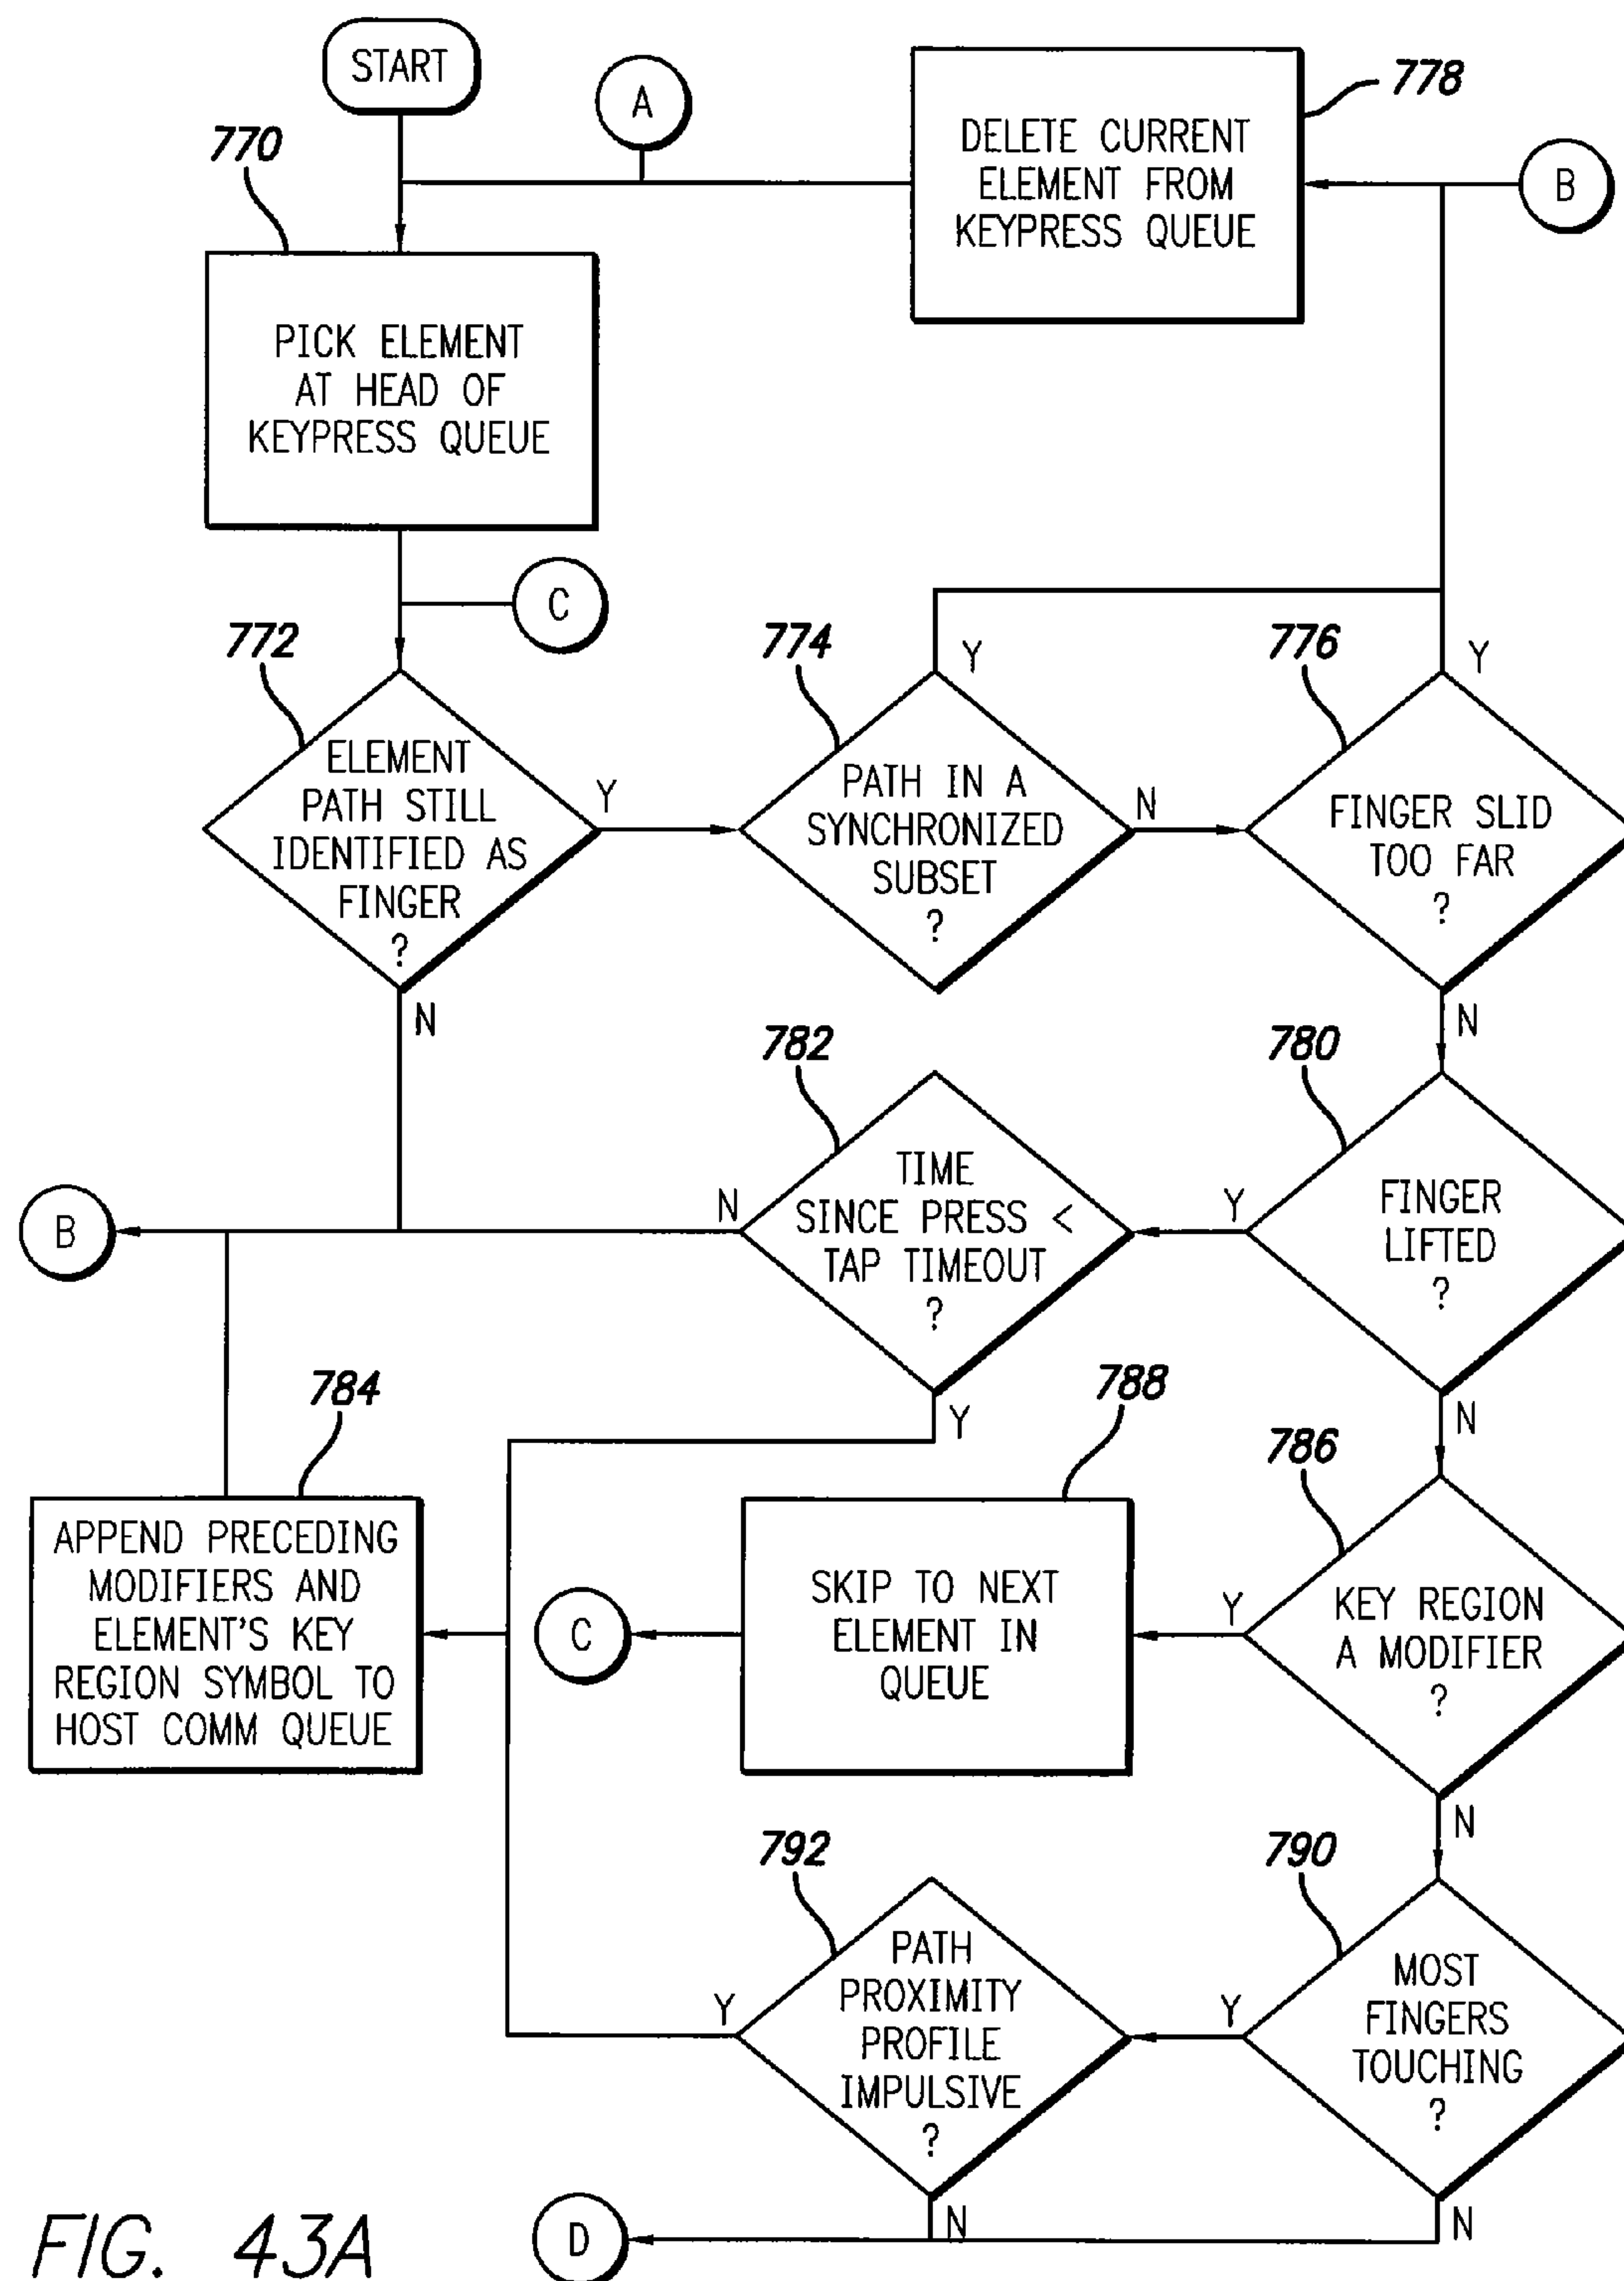 START
A
778
DELETE CURRENT
ELEMENT FROM
KEYPRESS QUEUE
B
770
PICK ELEMENT
AT HEAD OF
KEYPRESS QUEUE
C
772
ELEMENT
PATH STILL
IDENTIFIED AS
FINGER
?
Y
N
774
Y
PATH IN A
SYNCHRONIZED
SUBSET
?
N
776
Y
FINGER SLID
TOO FAR
?
N
780
FINGER
LIFTED
?
Y
N
782
TIME
SINCE PRESS <
TAP TIMEOUT
?
N
Y
B
784
APPEND PRECEDING
MODIFIERS AND
ELEMENT'S KEY
REGION SYMBOL TO
HOST COMM QUEUE
786
KEY REGION
A MODIFIER
?
Y
N
788
SKIP TO NEXT
ELEMENT IN
QUEUE
C
790
MOST
FINGERS
TOUCHING
?
Y
N
792
PATH
PROXIMITY
PROFILE
IMPULSIVE
?
Y
N
D
FIG. 43A